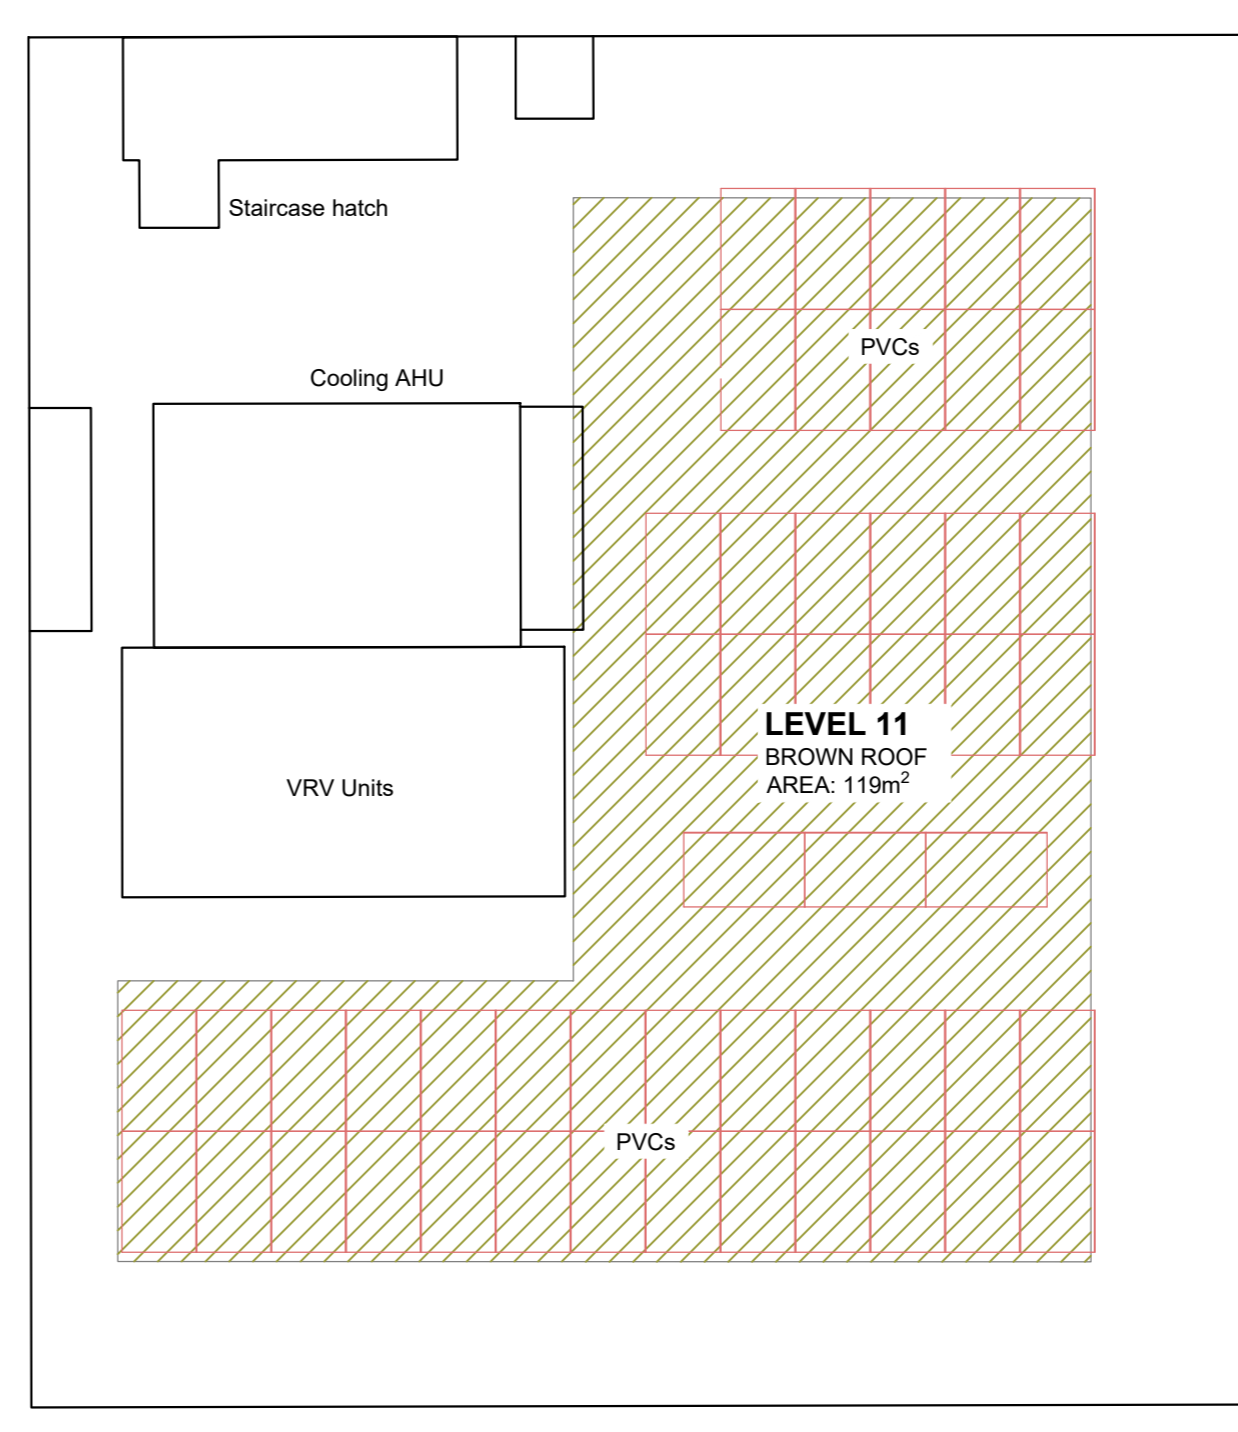 Staircase hatch
PVCs
Cooling AHU
LEVEL 11
BROWN ROOF
AREA: 119m²
VRV Units
PVCs